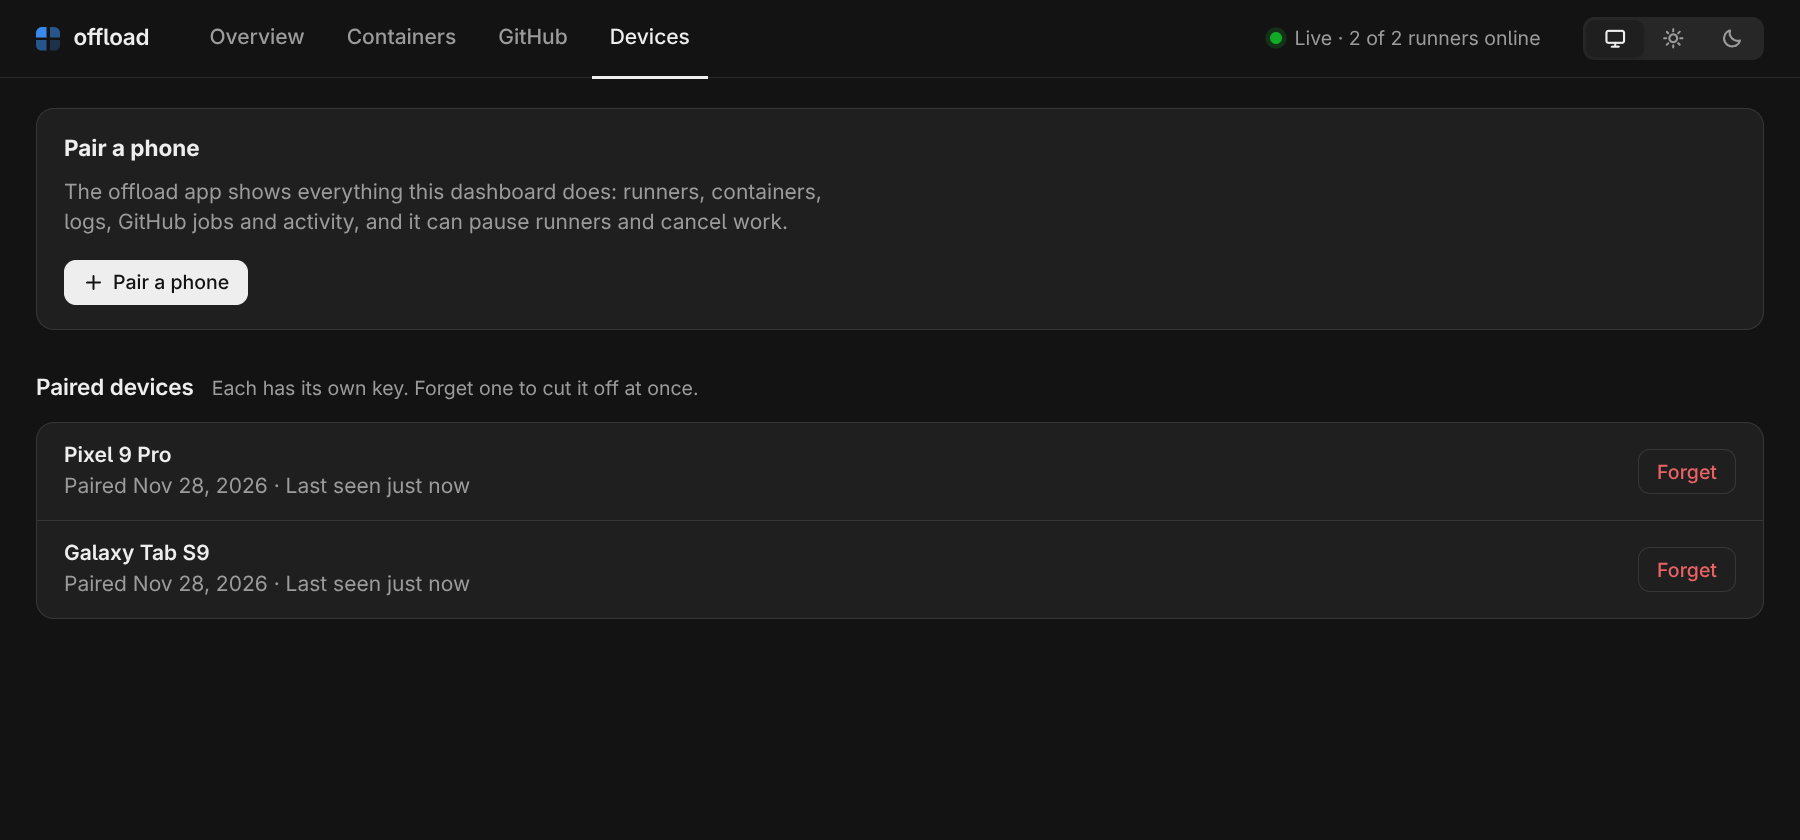 offload
Overview
Containers
GitHub
Devices
Live · 2 of 2 runners online
Pair a phone
The offload app shows everything this dashboard does: runners, containers,
logs, GitHub jobs and activity, and it can pause runners and cancel work.
+ Pair a phone
Paired devices
Each has its own key. Forget one to cut it off at once.
Pixel 9 Pro
Paired Nov 28, 2026 · Last seen just now
Forget
Galaxy Tab S9
Paired Nov 28, 2026 · Last seen just now
Forget